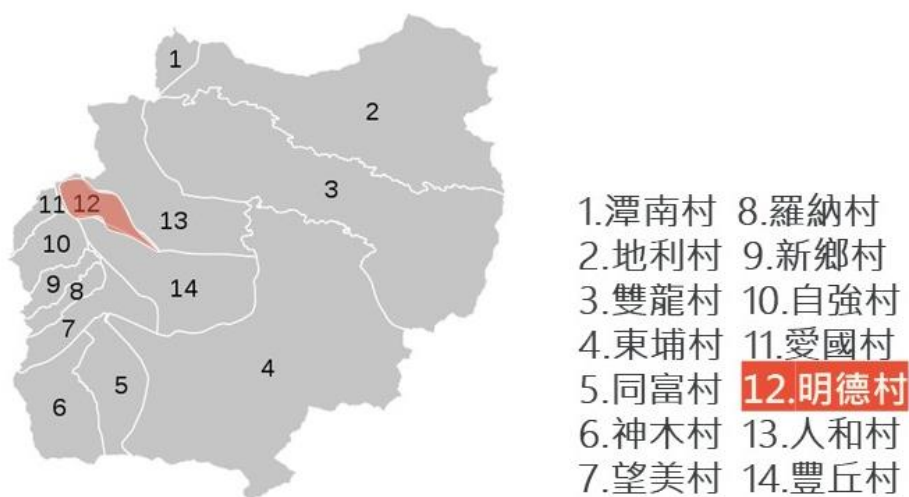 1
2
3
11
12
13
10
9
8
14
7
4
5
6
1.潭南村 8.羅納村
2.地利村 9.新鄉村
3.雙龍村 10.自強村
4.東埔村 11.愛國村
5.同富村 12.明德村
6.神木村 13.人和村
7.望美村 14.豐丘村